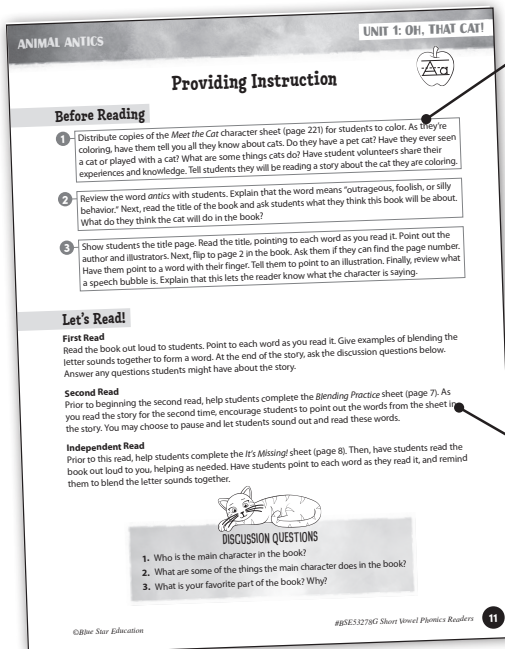 ANIMAL ANTICS
UNIT 1: OH, THAT CAT!
Aa
Providing Instruction
Before Reading
1 Distribute copies of the Meet the Cat character sheet (page 221) for students to color. As they're
coloring, have them tell you all they know about cats. Do they have a pet cat? Have they ever seen
a cat or played with a cat? What are some things cats do? Have student volunteers share their
experiences and knowledge. Tell students they will be reading a story about the cat they are coloring.
2 Review the word antics with students. Explain that the word means "outrageous, foolish, or silly
behavior." Next, read the title of the book and ask students what they think this book will be about.
What do they think the cat will do in the book?
3 Show students the title page. Read the title, pointing to each word as you read it. Point out the
author and illustrators. Next, flip to page 2 in the book. Ask them if they can find the page number.
Have them point to a word with their finger. Tell them to point to an illustration. Finally, review what
a speech bubble is. Explain that this lets the reader know what the character is saying.
Let's Read!
First Read
Read the book out loud to students. Point to each word as you read it. Give examples of blending the
letter sounds together to form a word. At the end of the story, ask the discussion questions below.
Answer any questions students might have about the story.
Second Read
Prior to beginning the second read, help students complete the Blending Practice sheet (page 7). As
you read the story for the second time, encourage students to point out the words from the sheet in
the story. You may choose to pause and let students sound out and read these words.
Independent Read
Prior to this read, help students complete the It's Missing! sheet (page 8). Then, have students read the
book out loud to you, helping as needed. Have students point to each word as they read it, and remind
them to blend the letter sounds together.
DISCUSSION QUESTIONS
1. Who is the main character in the book?
2. What are some of the things the main character does in the book?
3. What is your favorite part of the book? Why?
©Blue Star Education
#BSE53278G Short Vowel Phonics Readers
11